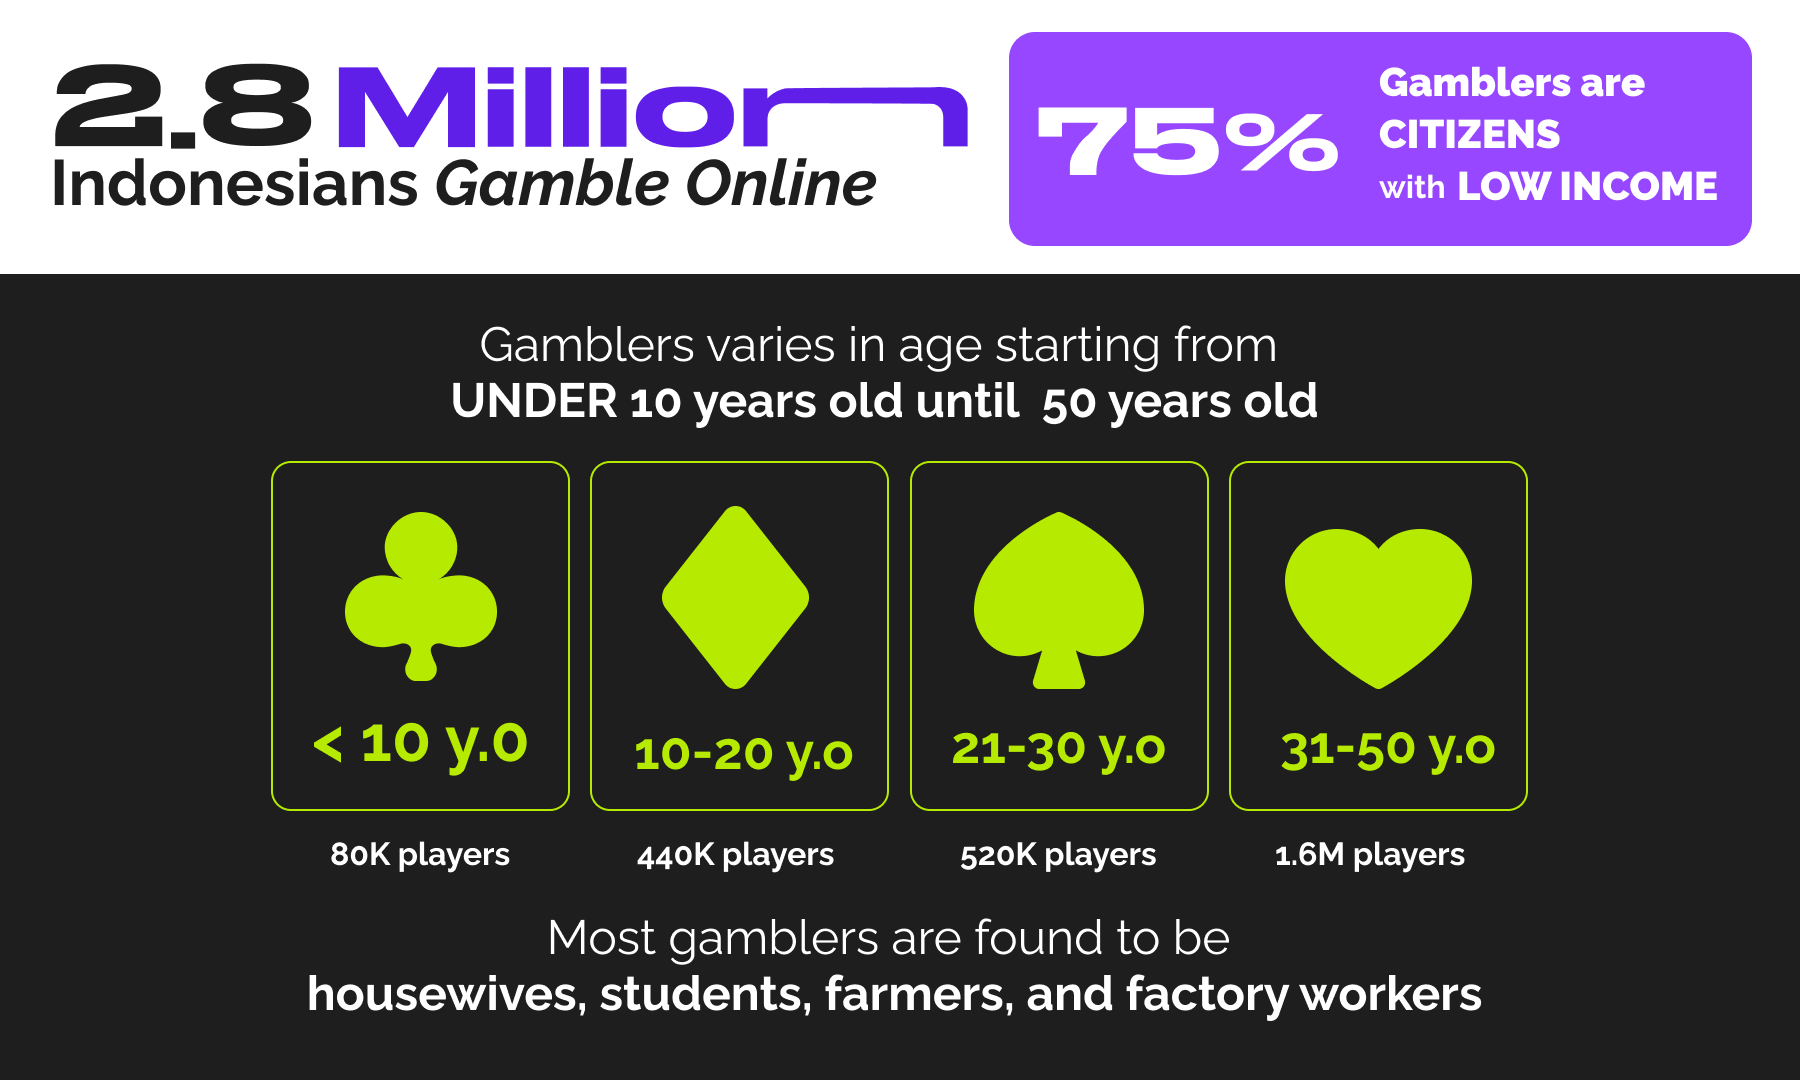 2.8 Million
Indonesians Gamble Online
75%
Gamblers are
CITIZENS
with LOW INCOME
Gamblers varies in age starting from
UNDER 10 years old until 50 years old
< 10 y.0
10-20 y.o
21-30 y.o
31-50 y.o
80K players
440K players
520K players
1.6M players
Most gamblers are found to be
housewives, students, farmers, and factory workers